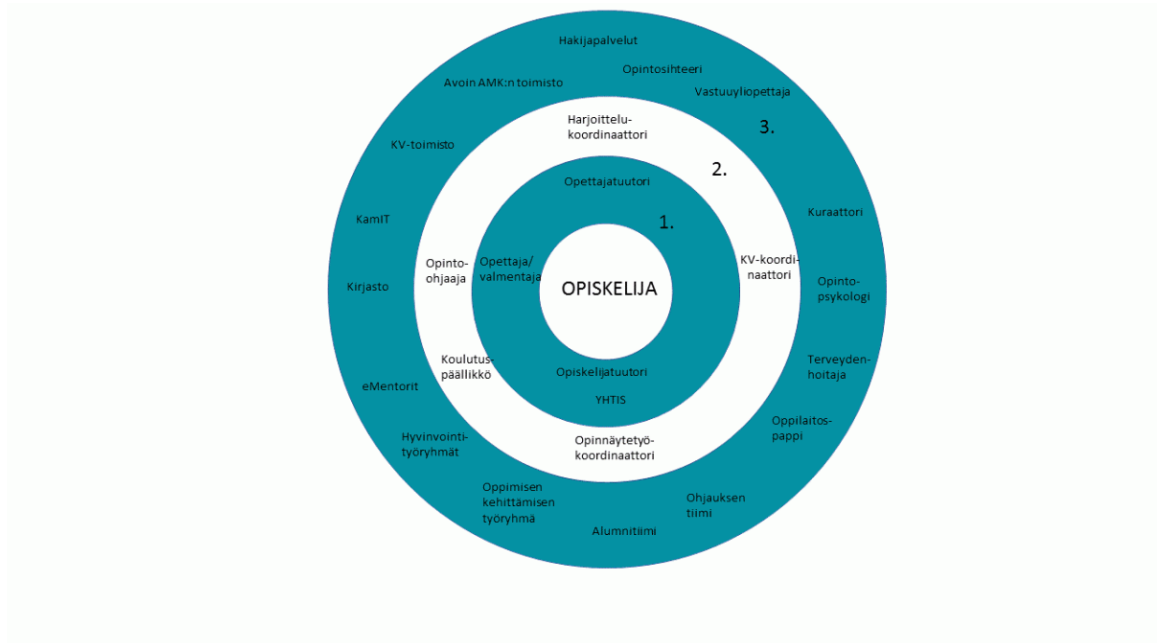 Hakijapalvelut
Opintosihteeri
Avoin AMK:n toimisto
Vastuuyliopettaja
Harjoittelu-
koordinaattori
3.
KV-toimisto
2.
Opettajatuutori
KamIT
1.
Kuraattori
Opinto-
ohjaaja
Opettaja/
valmentaja
KV-koordi-
naattori
Kirjasto
OPISKELIJA
Opinto-
psykologi
Koulutus-
päällikkö
Opiskelijatuutori
YHTIS
Terveyden-
hoitaja
eMentorit
Oppilaitos-
pappi
Hyvinvointi-
työryhmät
Opinnäytetyö-
koordinaattori
Oppimisen
kehittämisen
työryhmä
Ohjauksen
tiimi
Alumnitiimi